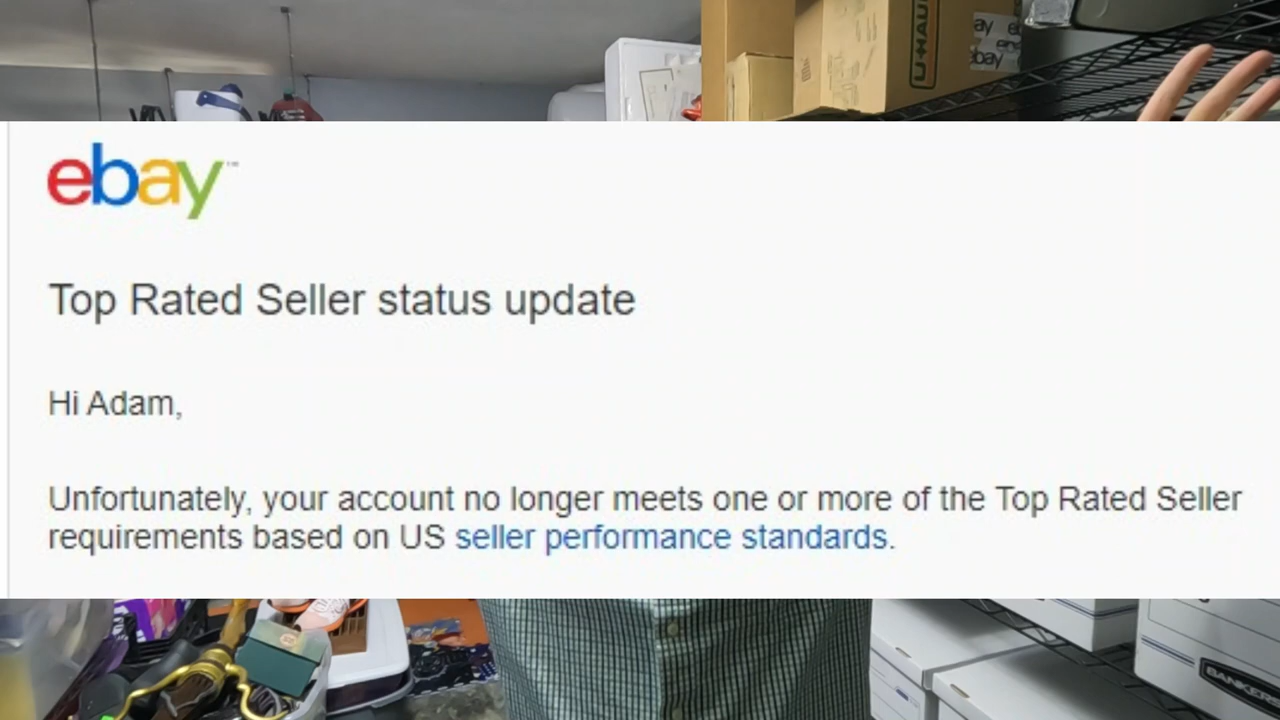 U-HAUL
ebay™
Top Rated Seller status update
Hi Adam,
Unfortunately, your account no longer meets one or more of the Top Rated Seller
requirements based on US seller performance standards.
BANKERS